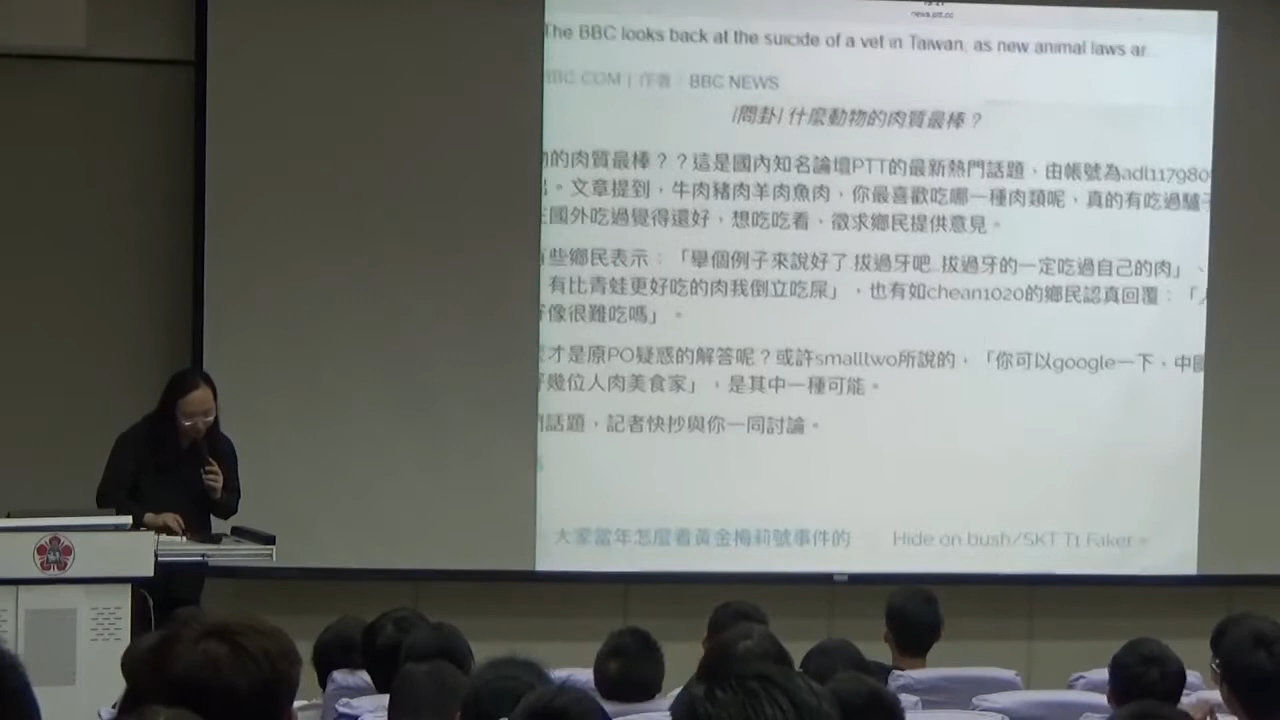 news.ptt.cc
The BBC looks back at the suicide of a vet in Taiwan, as new animal laws ar...
BBC.COM | 作者：BBC NEWS
[問卦] 什麼動物的肉質最棒？
的肉質最棒？？這是國內知名論壇PTT的最新熱門話題，由帳號為adl117980
。文章提到，牛肉豬肉羊肉魚肉，你最喜歡吃哪一種肉類呢，真的有吃過驢
國外吃過覺得還好，想吃吃看、徵求鄉民提供意見。
些鄉民表示：「舉個例子來說好了.拔過牙吧..拔過牙的一定吃過自己的肉」、
有比青蛙更好吃的肉我倒立吃屎」，也有如chean1020的鄉民認真回覆：「
像很難吃嗎」。
才是原PO疑惑的解答呢？或許smalltwo所說的，「你可以google一下，中國
幾位人肉美食家」，是其中一種可能。
話題，記者快抄與你一同討論。
大家當年怎麼看黃金梅莉號事件的
Hide on bush/SKT T1 Faker »